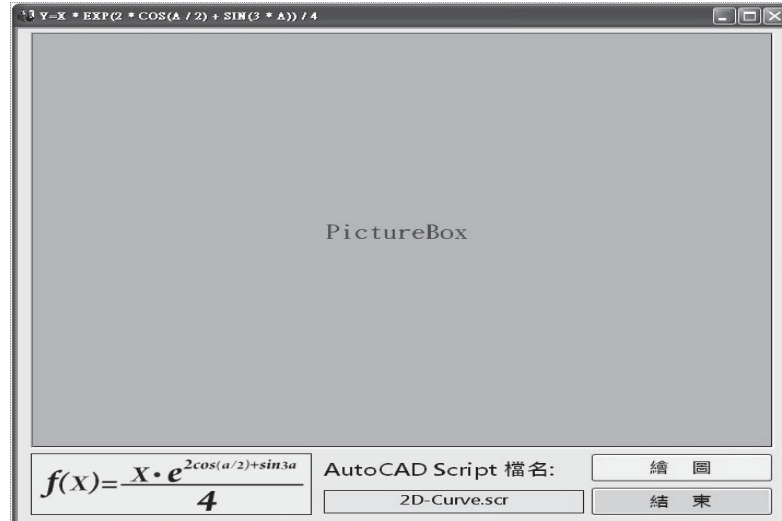 Y=X * EXP(2 * COS(A / 2) + SIN(3 * A)) / 4
PictureBox
f(x)= x · e^{2cos(a/2)+sin3a} / 4
AutoCAD Script 檔名:
2D-Curve.scr
繪 圖
結 束